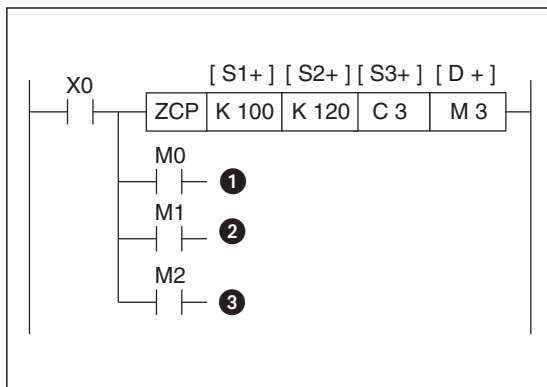 [ S1+ ] [ S2+ ] [ S3+ ] [ D + ]
X0
ZCP K 100 K 120 C 3 M 3
M0
1
M1
2
M2
3